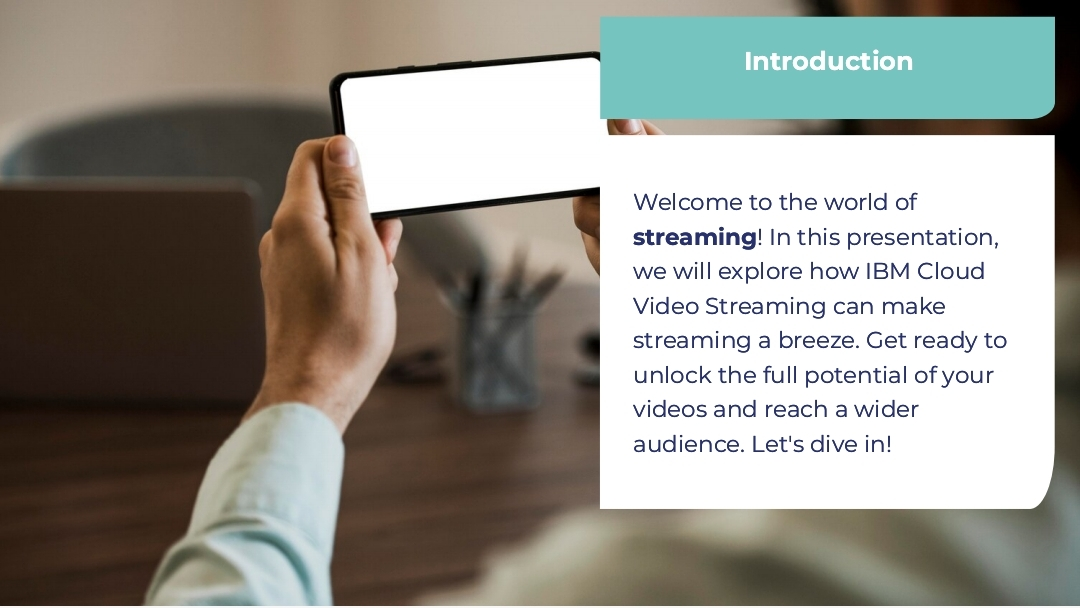 Introduction
Welcome to the world of
streaming! In this presentation,
we will explore how IBM Cloud
Video Streaming can make
streaming a breeze. Get ready to
unlock the full potential of your
videos and reach a wider
audience. Let's dive in!